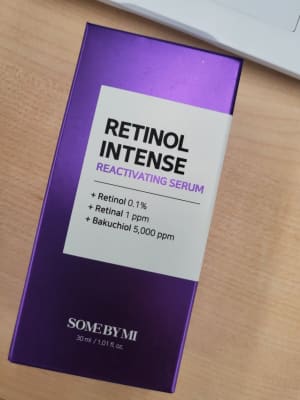 RETINOL
INTENSE
REACTIVATING SERUM
+ Retinol 0.1%
+ Retinal 1 ppm
+ Bakuchiol 5,000 ppm
SOME BY MI
30 ml / 1.01 fl. oz.